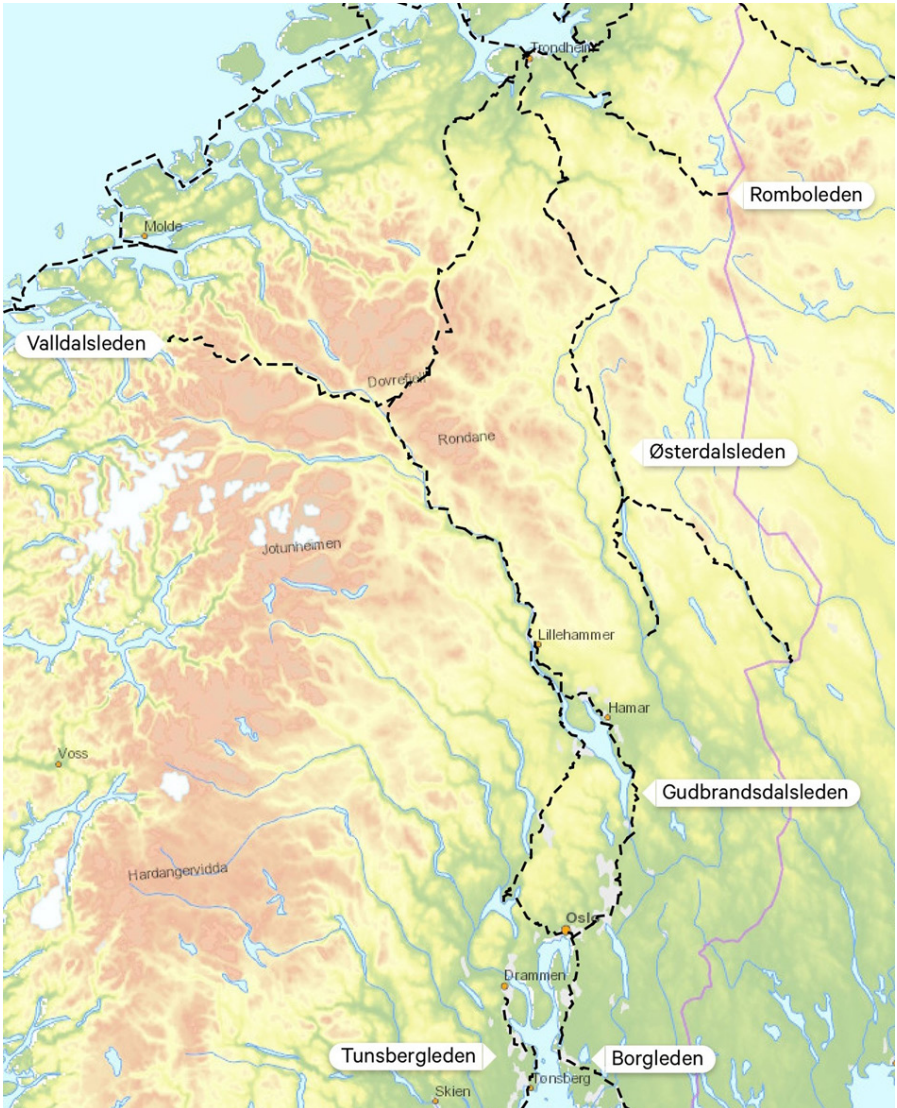 Trondheim
Romboleden
Molde
Valldalsleden
Dovrefjell
Rondane
Østerdalsleden
Jotunheimen
Lillehammer
Hamar
Voss
Gudbrandsdalsleden
Hardangervidda
Oslo
Drammen
Tunsbergleden
Borgleden
Tønsberg
Skien